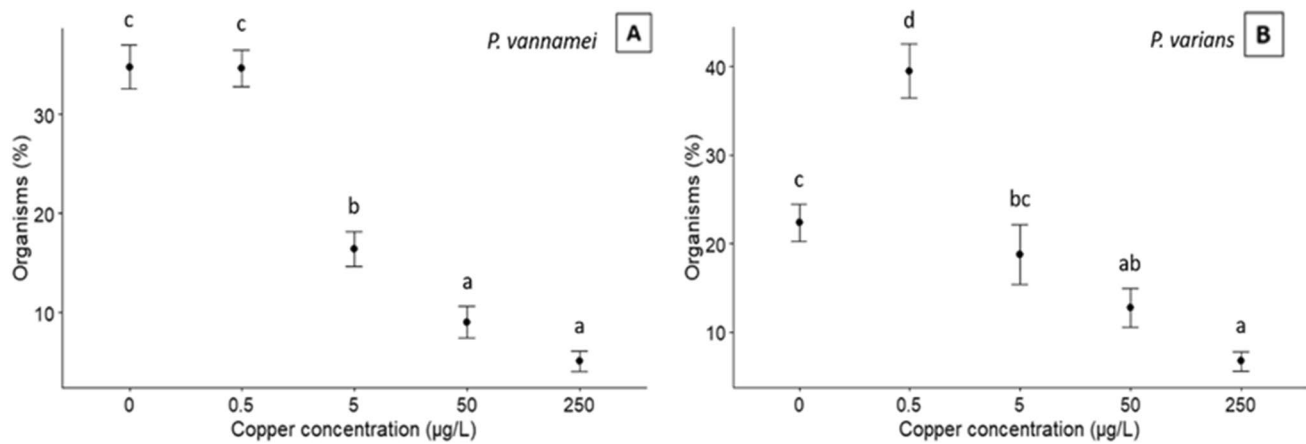 c
c
P. vannamei
A
Organisms (%)
30
b
20
a
a
10
0
0.5
5
50
250
Copper concentration (µg/L)
d
P. varians
B
Organisms (%)
40
30
c
bc
20
ab
a
10
0
0.5
5
50
250
Copper concentration (µg/L)